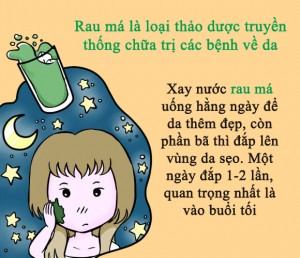 Rau má là loại thảo dược truyền
thống chữa trị các bệnh về da
Xay nước rau má
uống hằng ngày để
da thêm đẹp, còn
phần bã thì đắp lên
vùng da sẹo. Một
ngày đắp 1-2 lần,
quan trọng nhất là
vào buổi tối